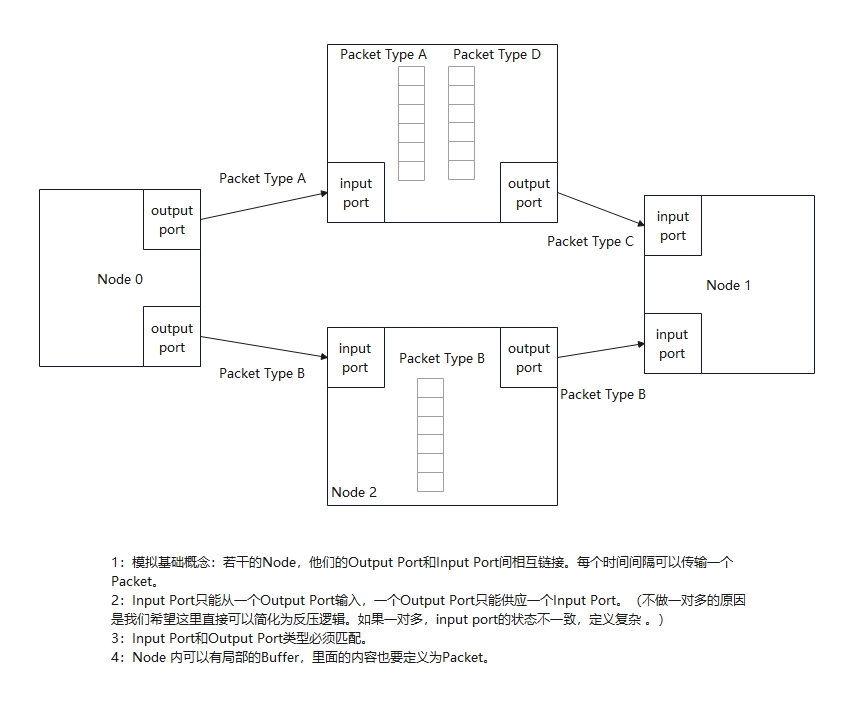 Packet Type A
Packet Type D
input
port
output
port
Packet Type A
output
port
Node 0
output
port
Packet Type B
Packet Type C
input
port
Node 1
input
port
input
port
Packet Type B
output
port
Packet Type B
Node 2
1：模拟基础概念：若干的Node，他们的Output Port和Input Port间相互链接。每个时间间隔可以传输一个
Packet。
2：Input Port只能从一个Output Port输入，一个Output Port只能供应一个Input Port。（不做一对多的原因
是我们希望这里直接可以简化为反压逻辑。如果一对多，input port的状态不一致，定义复杂 。）
3：Input Port和Output Port类型必须匹配。
4：Node 内可以有局部的Buffer，里面的内容也要定义为Packet。